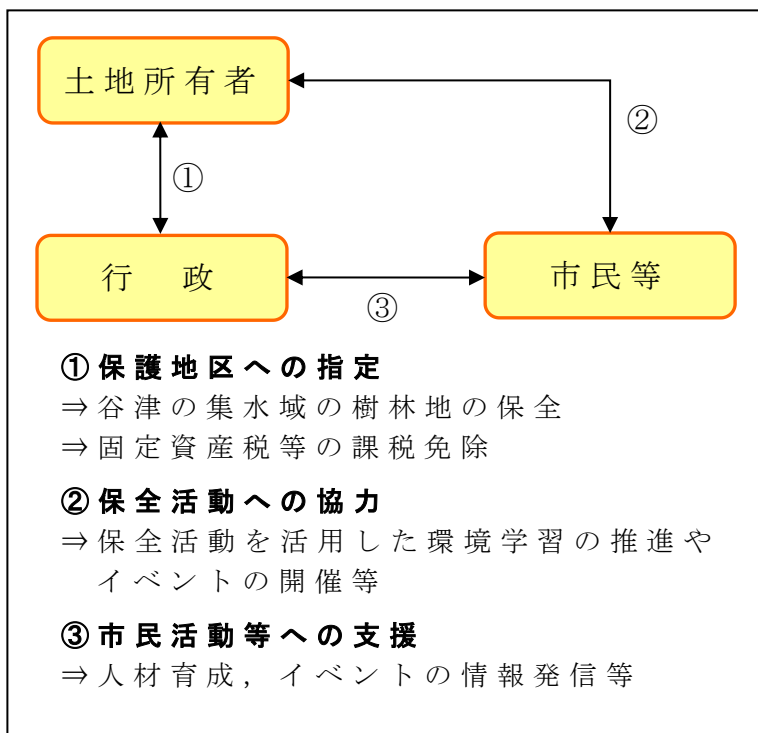 土地所有者
②
①
行　政
市民等
③
①保護地区への指定
⇒谷津の集水域の樹林地の保全
⇒固定資産税等の課税免除
②保全活動への協力
⇒保全活動を活用した環境学習の推進や
イベントの開催等
③市民活動等への支援
⇒人材育成，イベントの情報発信等